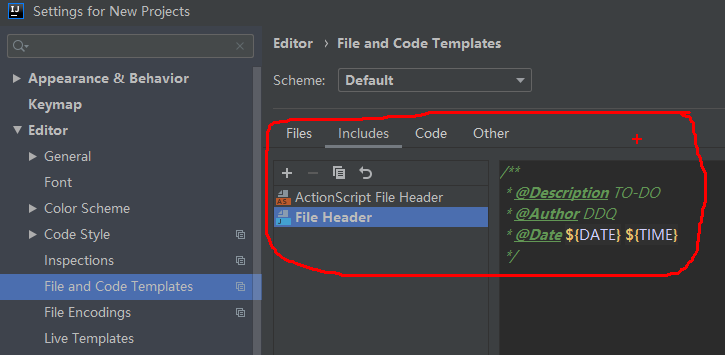 IJ Settings for New Projects
Editor › File and Code Templates
Scheme: Default
Appearance & Behavior
Keymap
Editor
General
Font
Color Scheme
Code Style
Inspections
File and Code Templates
File Encodings
Live Templates
Files Includes Code Other
AS ActionScript File Header
J File Header
/**
* @Description TO-DO
* @Author DDQ
* @Date ${DATE} ${TIME}
*/